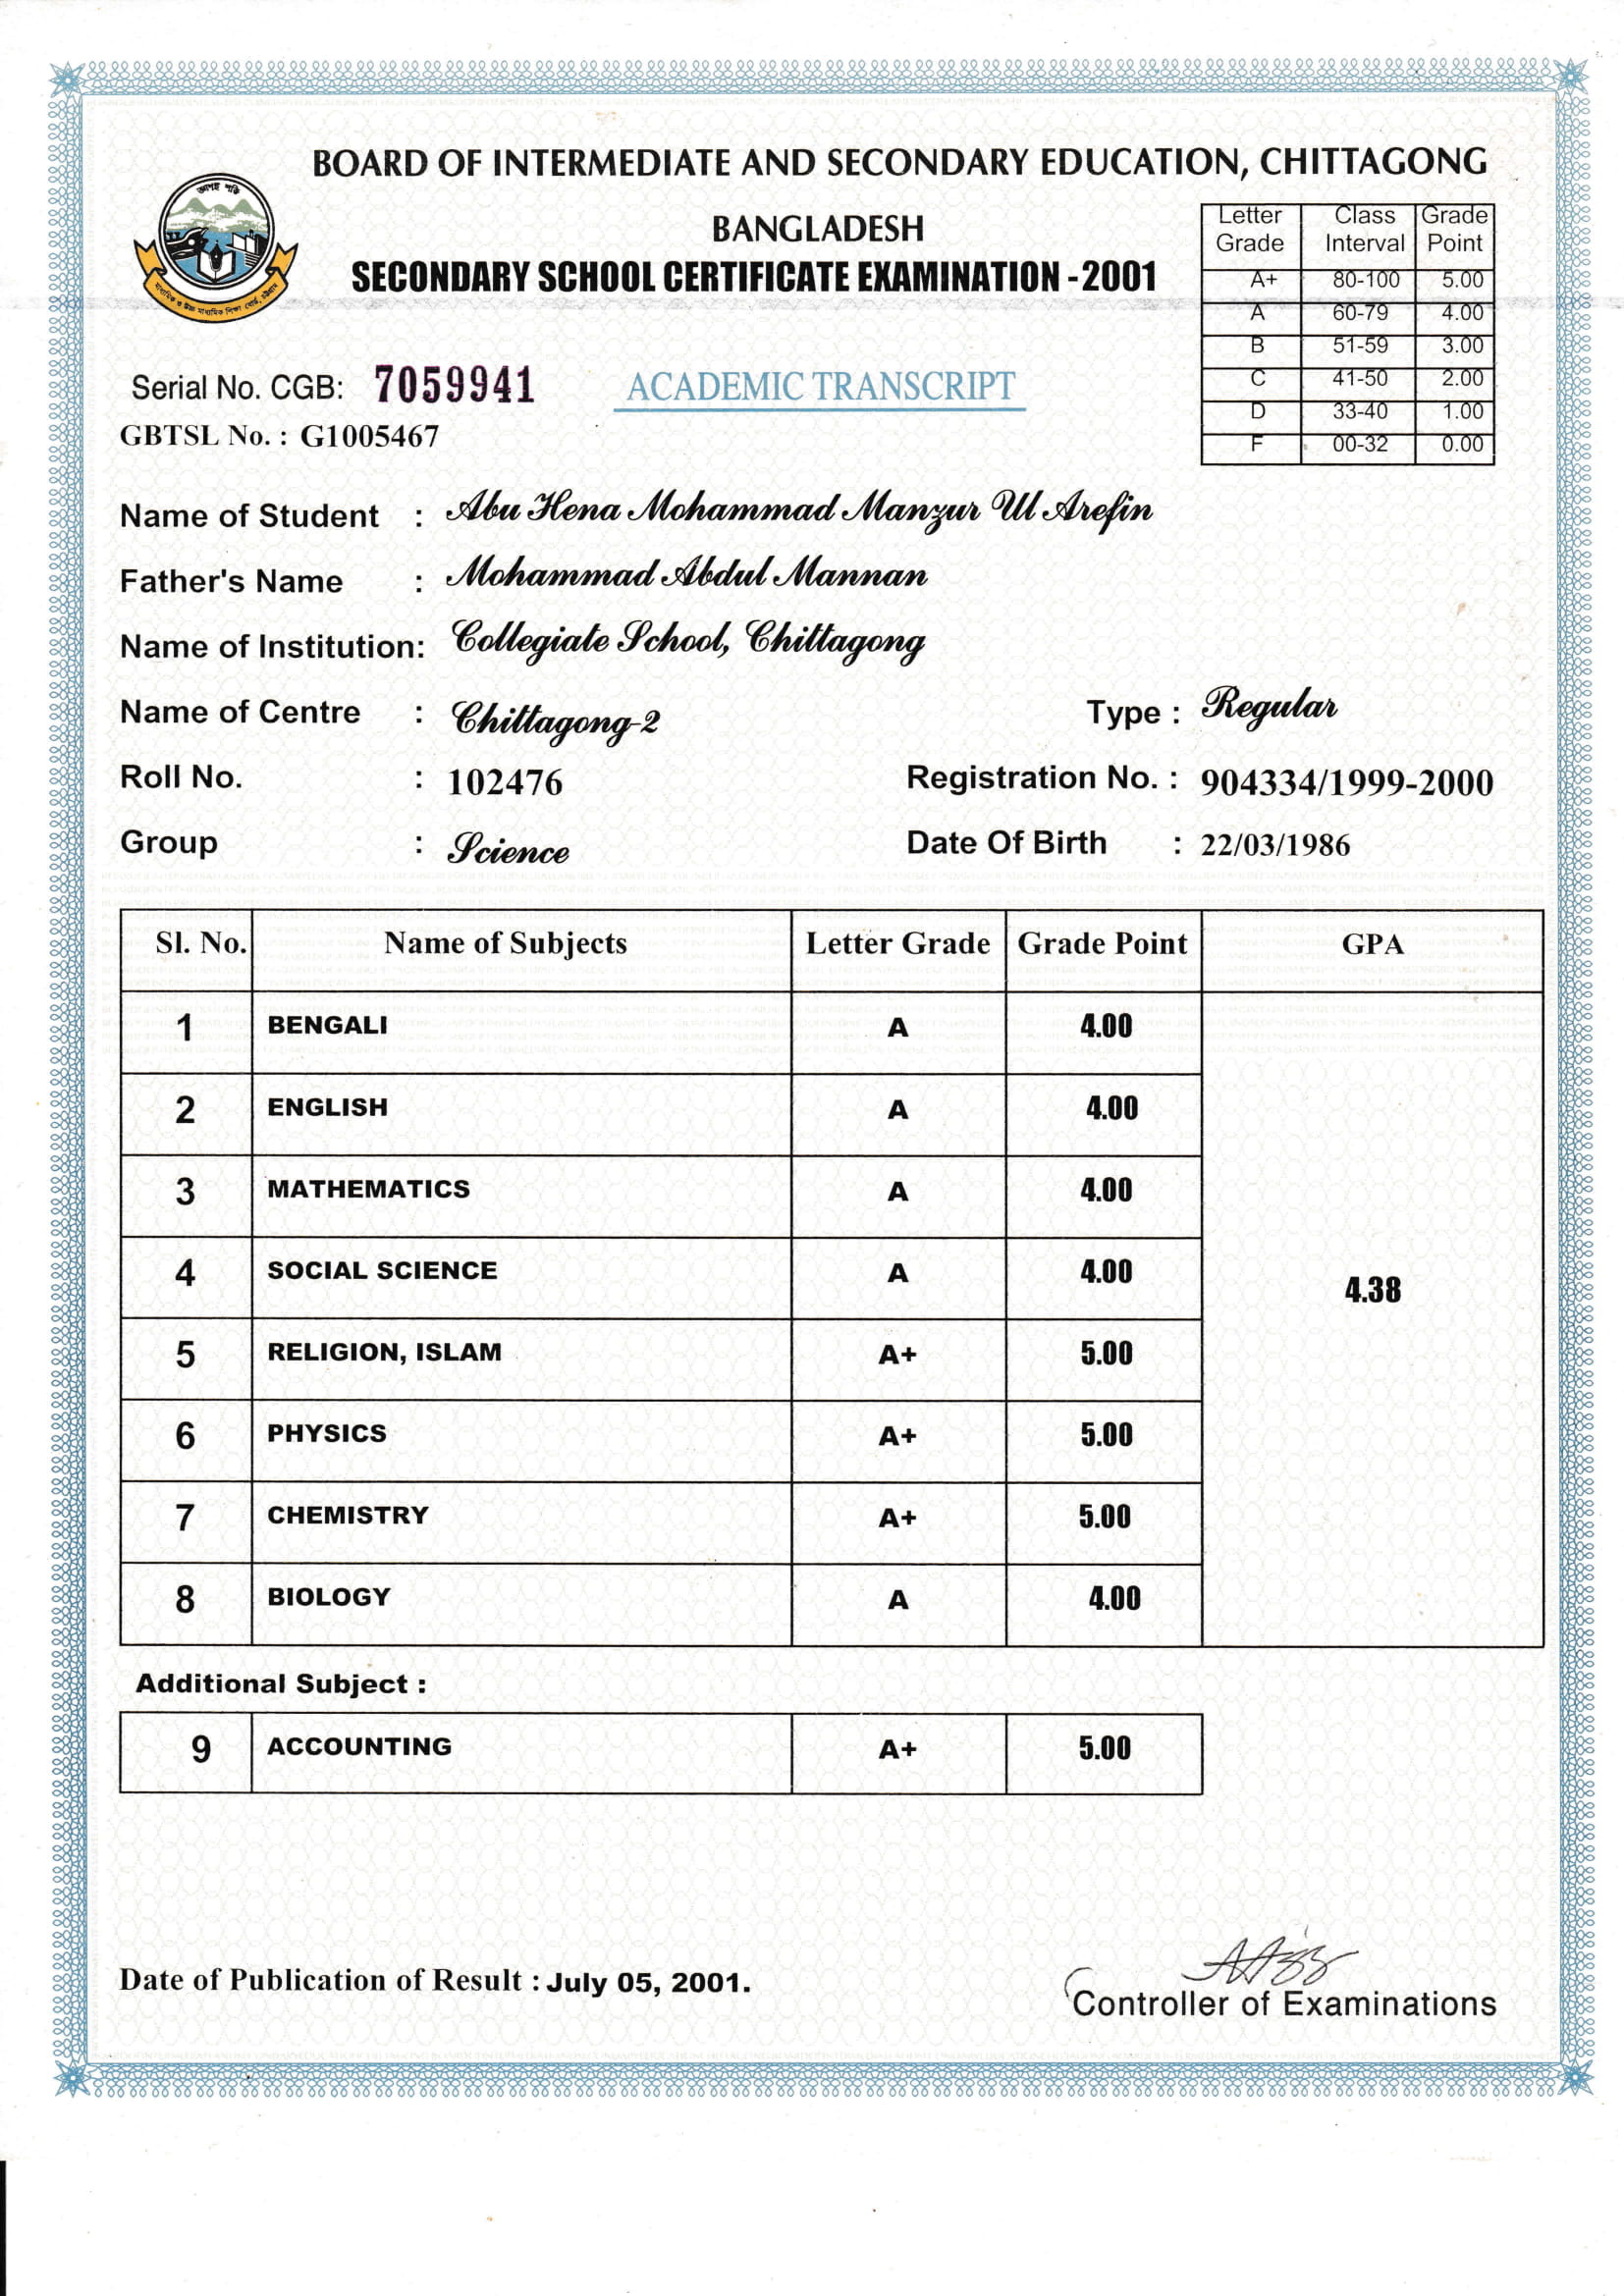 BOARD OF INTERMEDIATE AND SECONDARY EDUCATION, CHITTAGONG
BANGLADESH
SECONDARY SCHOOL CERTIFICATE EXAMINATION - 2001
Letter Grade Class Interval Grade Point
A+ 80-100 5.00
A 60-79 4.00
B 51-59 3.00
C 41-50 2.00
D 33-40 1.00
F 00-32 0.00
Serial No. CGB: 7059941 ACADEMIC TRANSCRIPT
GBTSL No. : G1005467
Name of Student : Abu Hena Mohammad Manzur Ul Arefin
Father's Name : Mohammad Abdul Mannan
Name of Institution: Collegiate School, Chittagong
Name of Centre : Chittagong-2 Type : Regular
Roll No. : 102476 Registration No. : 904334/1999-2000
Group : Science Date Of Birth : 22/03/1986
Sl. No. Name of Subjects Letter Grade Grade Point GPA
1 BENGALI A 4.00
2 ENGLISH A 4.00
3 MATHEMATICS A 4.00
4 SOCIAL SCIENCE A 4.00
4.38
5 RELIGION, ISLAM A+ 5.00
6 PHYSICS A+ 5.00
7 CHEMISTRY A+ 5.00
8 BIOLOGY A 4.00
Additional Subject :
9 ACCOUNTING A+ 5.00
Date of Publication of Result : July 05, 2001.
Controller of Examinations